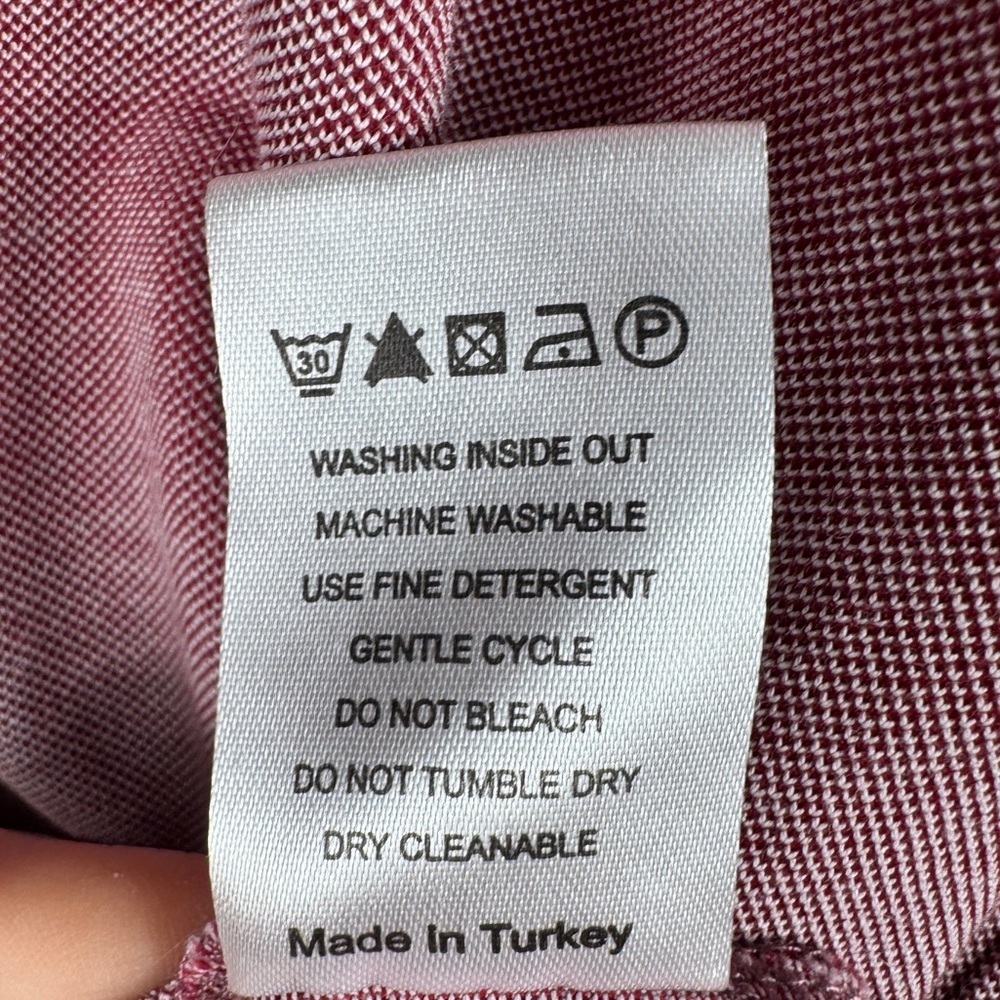 30 P
WASHING INSIDE OUT
MACHINE WASHABLE
USE FINE DETERGENT
GENTLE CYCLE
DO NOT BLEACH
DO NOT TUMBLE DRY
DRY CLEANABLE
Made in Turkey